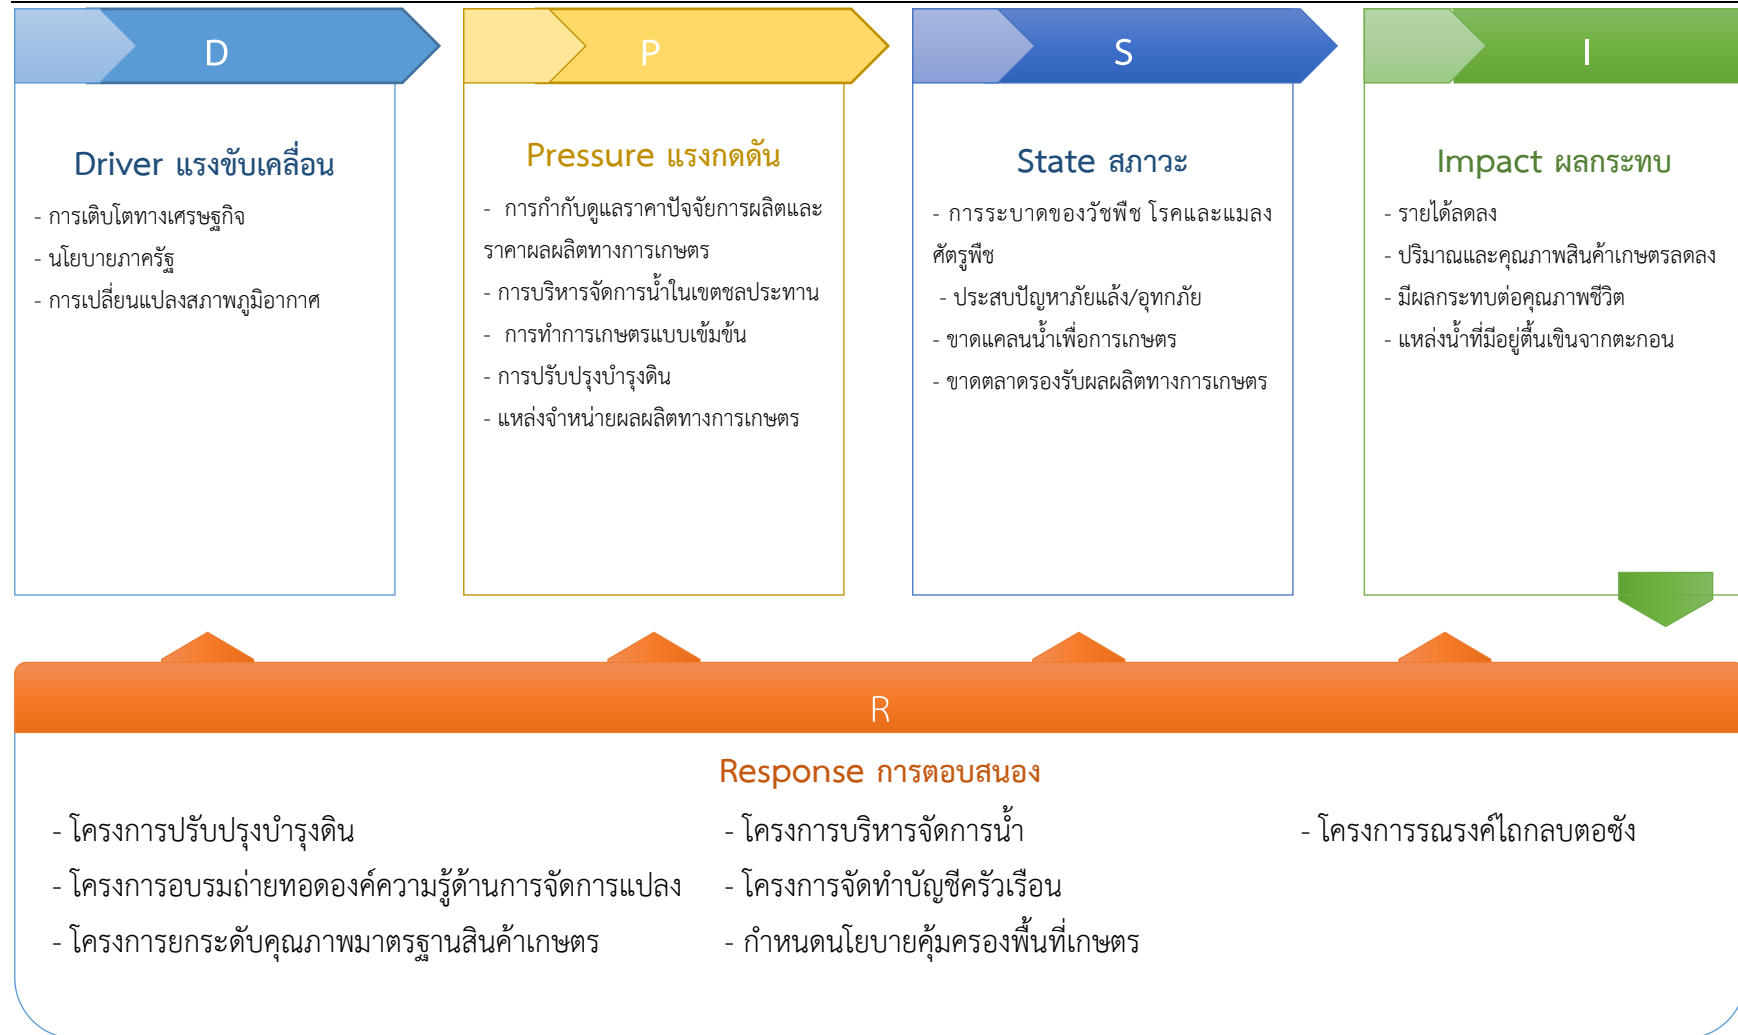 D
Driver แรงขับเคลื่อน
- การเติบโตทางเศรษฐกิจ
- นโยบายภาครัฐ
- การเปลี่ยนแปลงสภาพภูมิอากาศ
P
Pressure แรงกดดัน
- การกำกับดูแลราคาปัจจัยการผลิตและ
ราคาผลผลิตทางการเกษตร
- การบริหารจัดการน้ำในเขตชลประทาน
- การทำการเกษตรแบบเข้มข้น
- การปรับปรุงบำรุงดิน
- แหล่งจำหน่ายผลผลิตทางการเกษตร
S
State สภาวะ
- การระบาดของวัชพืช โรคและแมลง
ศัตรูพืช
- ประสบปัญหาภัยแล้ง/อุทกภัย
- ขาดแคลนน้ำเพื่อการเกษตร
- ขาดตลาดรองรับผลผลิตทางการเกษตร
I
Impact ผลกระทบ
- รายได้ลดลง
- ปริมาณและคุณภาพสินค้าเกษตรลดลง
- มีผลกระทบต่อคุณภาพชีวิต
- แหล่งน้ำที่มีอยู่ตื้นเขินจากตะกอน
R
Response การตอบสนอง
- โครงการปรับปรุงบำรุงดิน
- โครงการอบรมถ่ายทอดองค์ความรู้ด้านการจัดการแปลง
- โครงการยกระดับคุณภาพมาตรฐานสินค้าเกษตร
- โครงการบริหารจัดการน้ำ
- โครงการจัดทำบัญชีครัวเรือน
- กำหนดนโยบายคุ้มครองพื้นที่เกษตร
- โครงการรณรงค์ไถกลบตอซัง